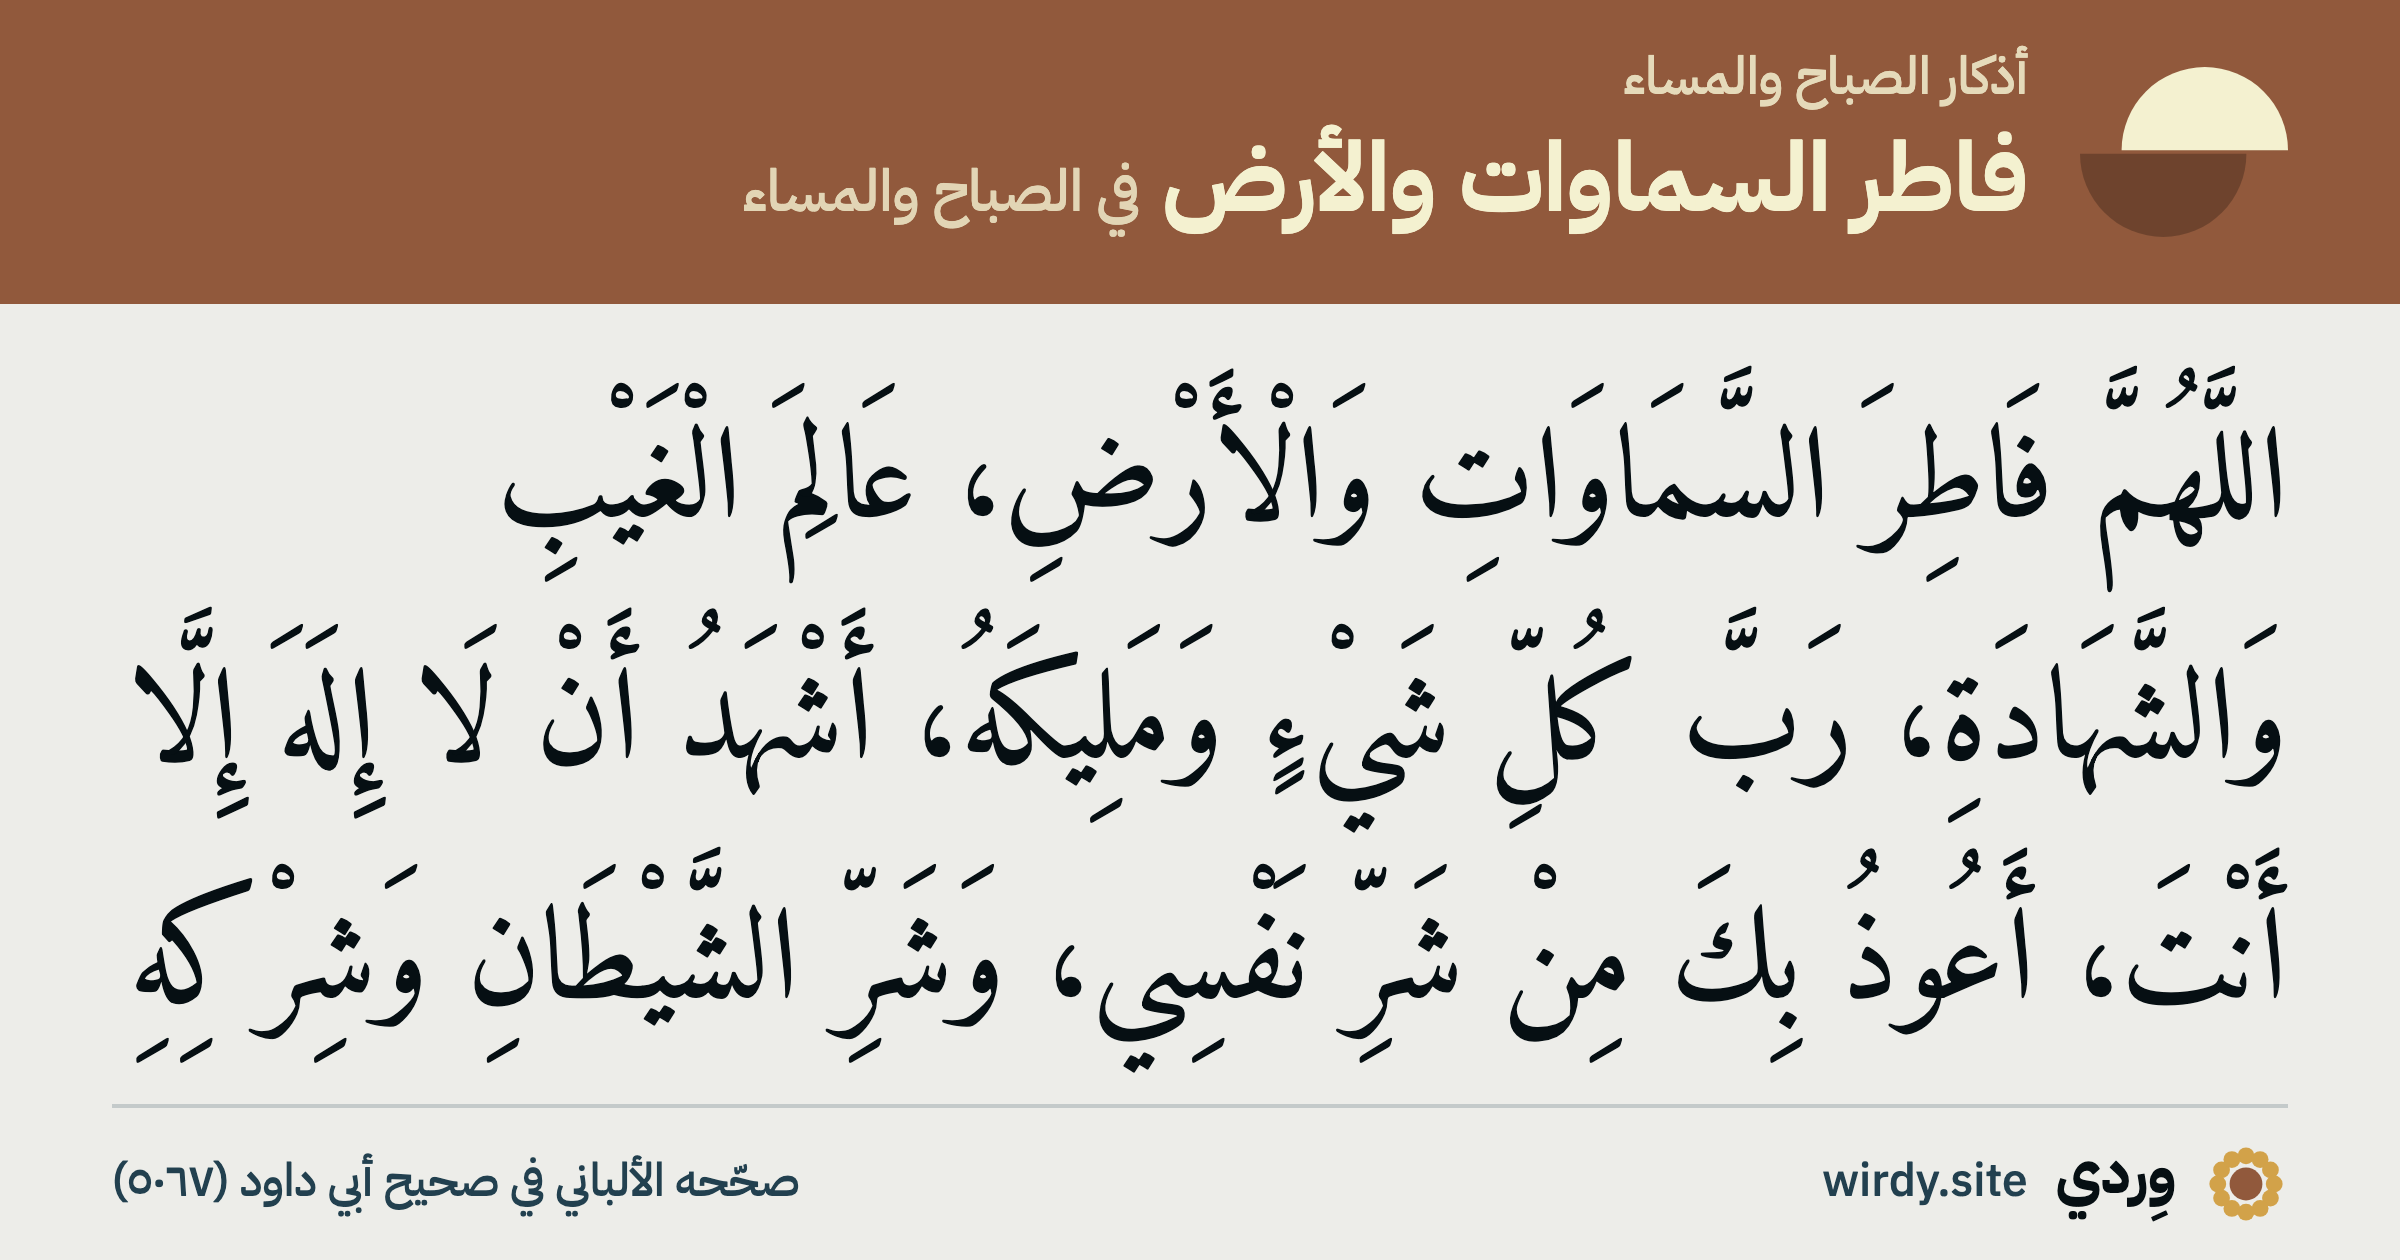 أذكار الصباح والمساء
فاطر السماوات والأرض في الصباح والمساء
اللَّهُمَّ فَاطِرَ السَّمَاوَاتِ وَالْأَرْضِ، عَالِمَ الْغَيْبِ
وَالشَّهَادَةِ، رَبَّ كُلِّ شَيْءٍ وَمَلِيكَهُ، أَشْهَدُ أَنْ لَا إِلَهَ إِلَّا
أَنْتَ، أَعُوذُ بِكَ مِنْ شَرِّ نَفْسِي، وَشَرِّ الشَّيْطَانِ وَشِرْكِهِ
وِردي wirdy.site
صحّحه الألباني في صحيح أبي داود (٥٠٦٧)